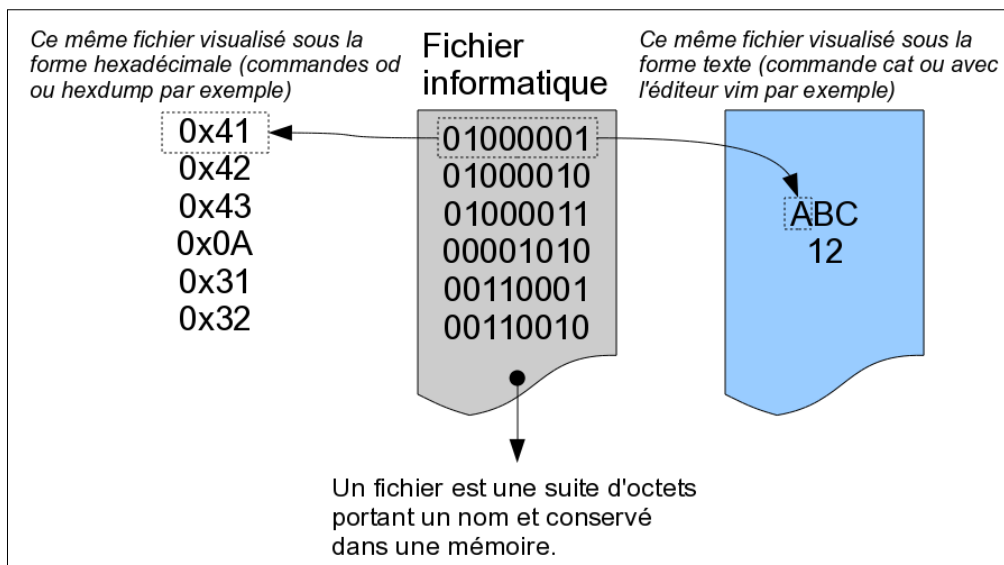 Ce même fichier visualisé sous la
forme hexadécimale (commandes od
ou hexdump par exemple)
0x41
0x42
0x43
0x0A
0x31
0x32
Fichier
informatique
01000001
01000010
01000011
00001010
00110001
00110010
Ce même fichier visualisé sous la
forme texte (commande cat ou avec
l'éditeur vim par exemple)
ABC
12
Un fichier est une suite d'octets
portant un nom et conservé
dans une mémoire.